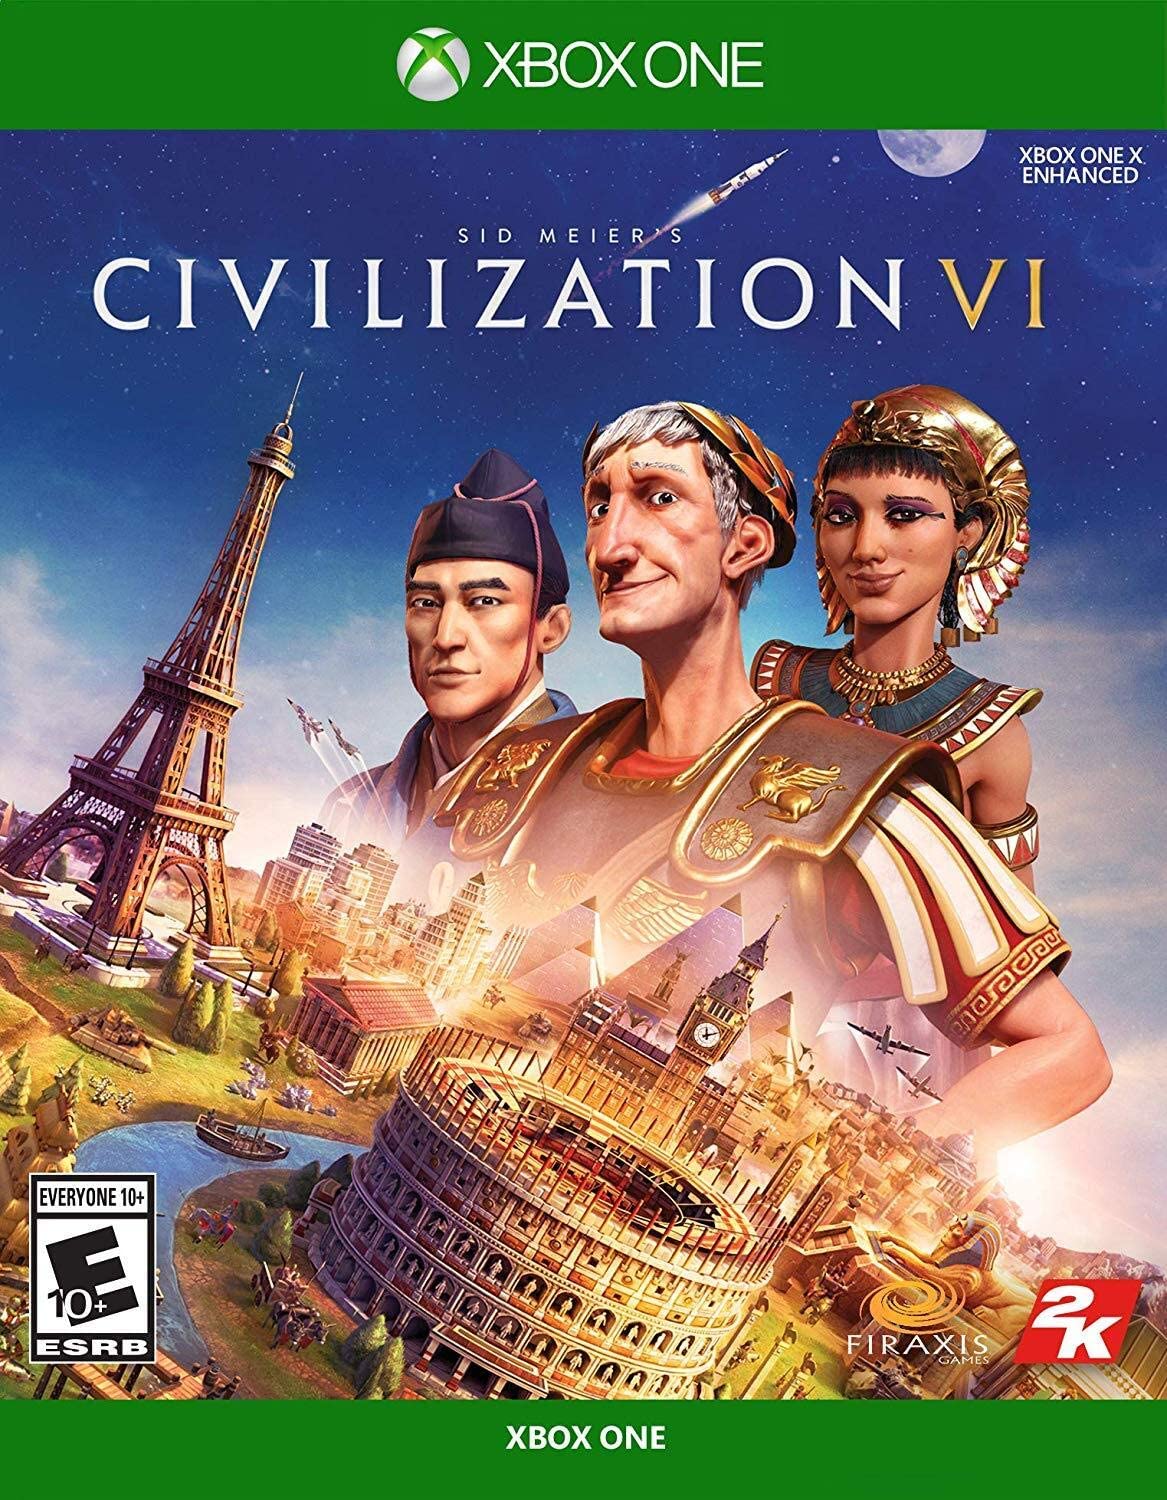 XBOX ONE
XBOX ONE X
ENHANCED
SID MEIER'S
CIVILIZATION VI
EVERYONE 10+
E
10+
ESRB
FIRAXIS
GAMES
2K
XBOX ONE